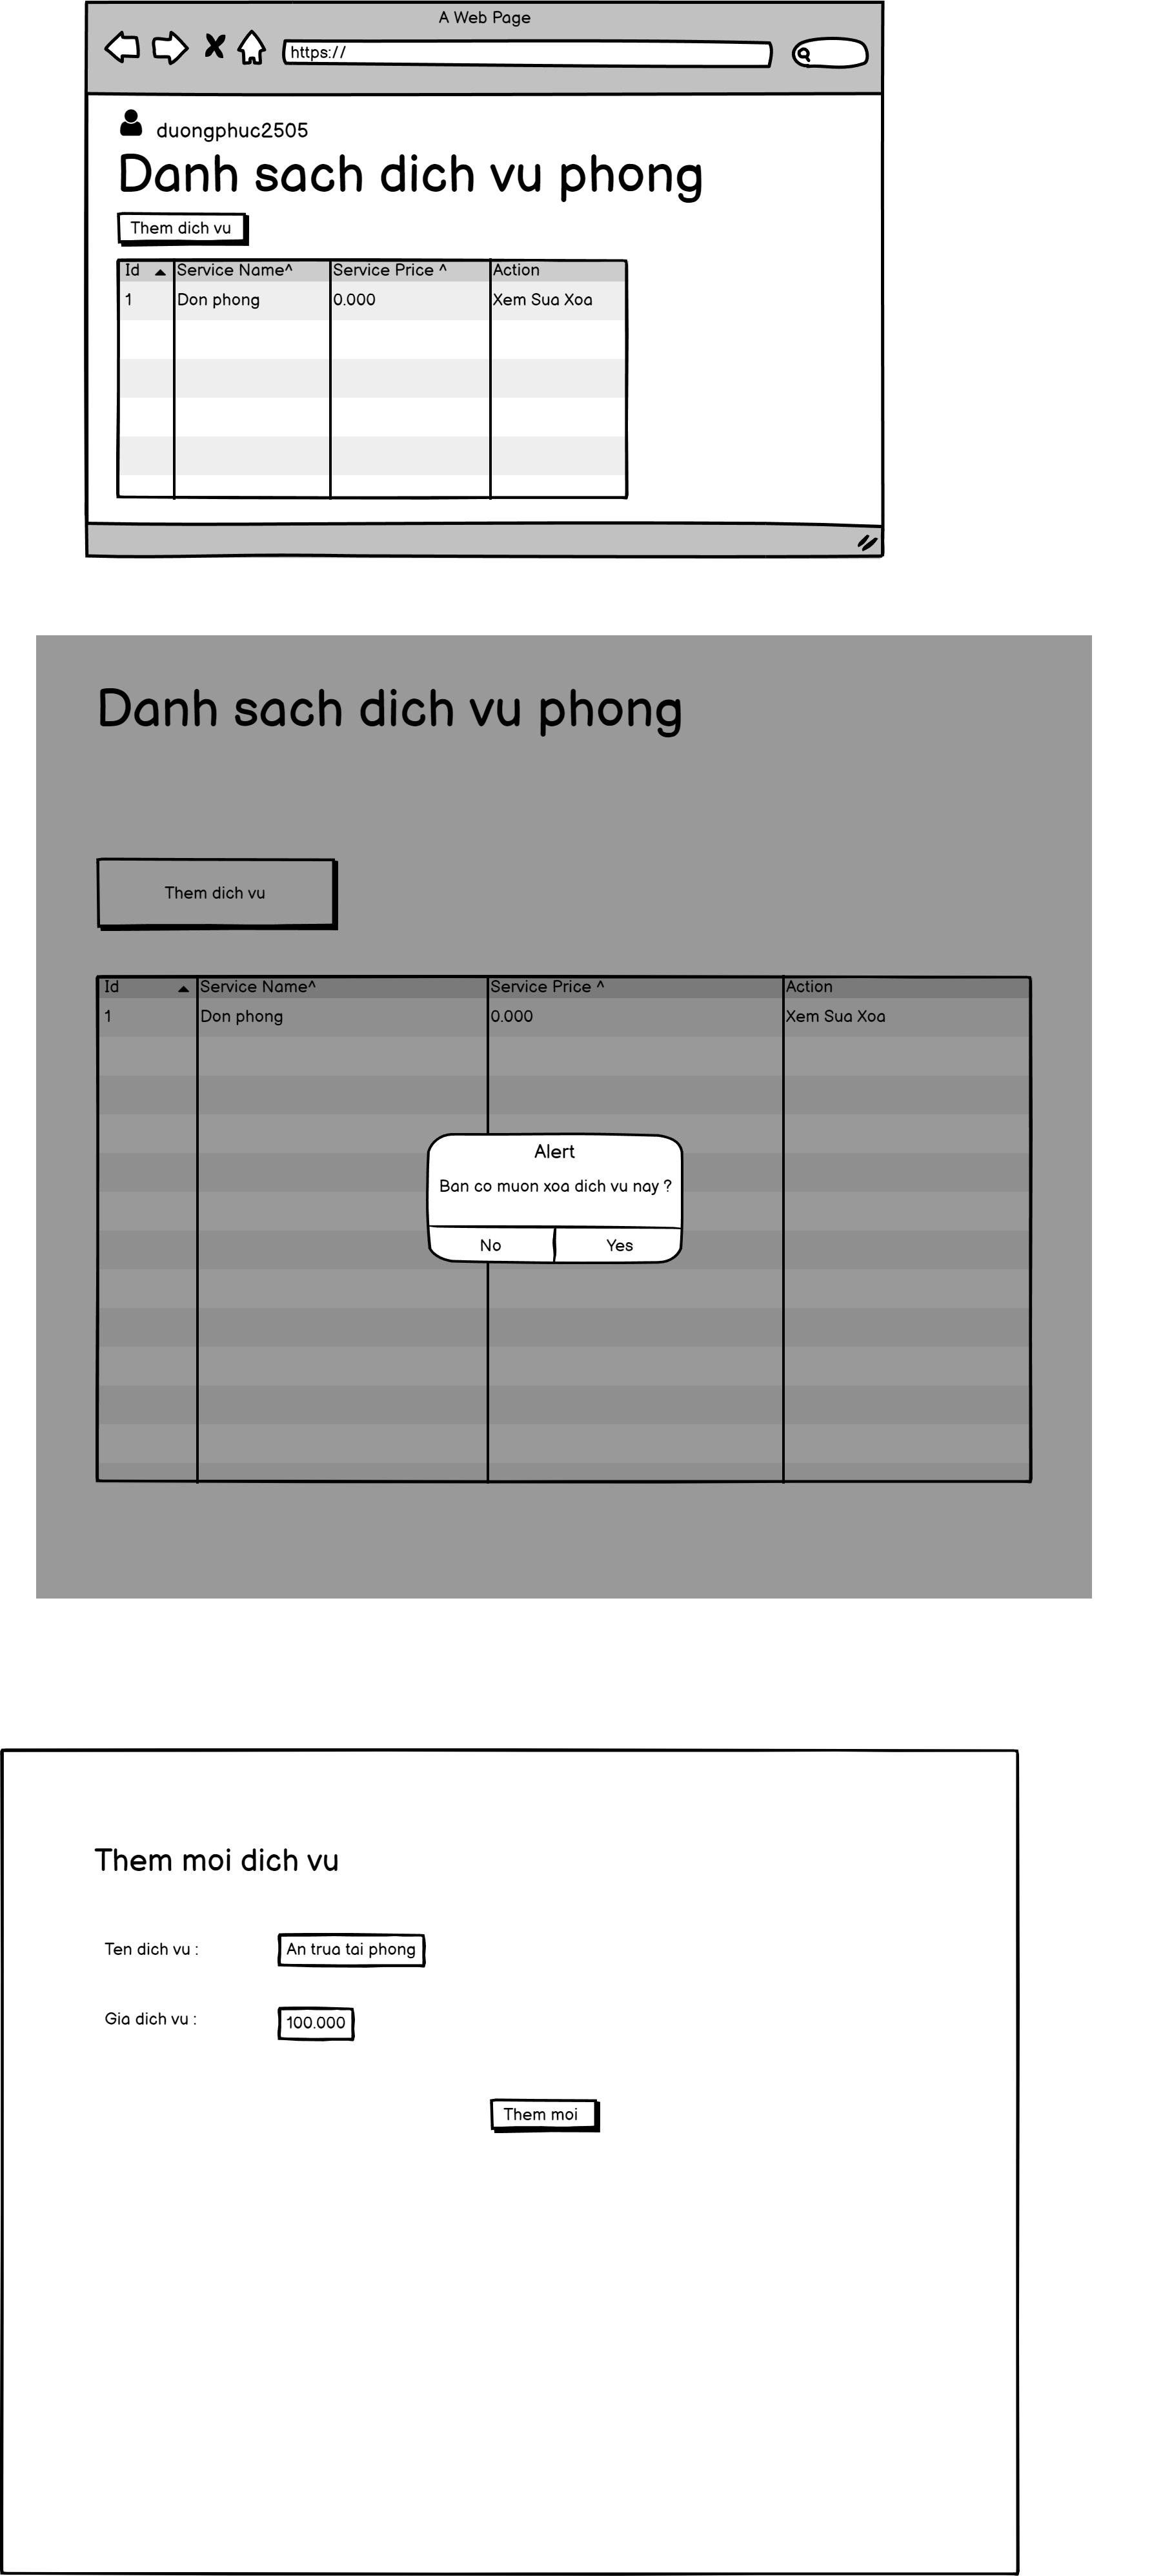 A Web Page
https://
duongphuc2505
Danh sach dich vu phong
Them dich vu
Id Service Name^ Service Price ^ Action
1 Don phong 0.000 Xem Sua Xoa
Danh sach dich vu phong
Them dich vu
Id Service Name^ Service Price ^ Action
1 Don phong 0.000 Xem Sua Xoa
Alert
Ban co muon xoa dich vu nay ?
No Yes
Them moi dich vu
Ten dich vu : An trua tai phong
Gia dich vu : 100.000
Them moi